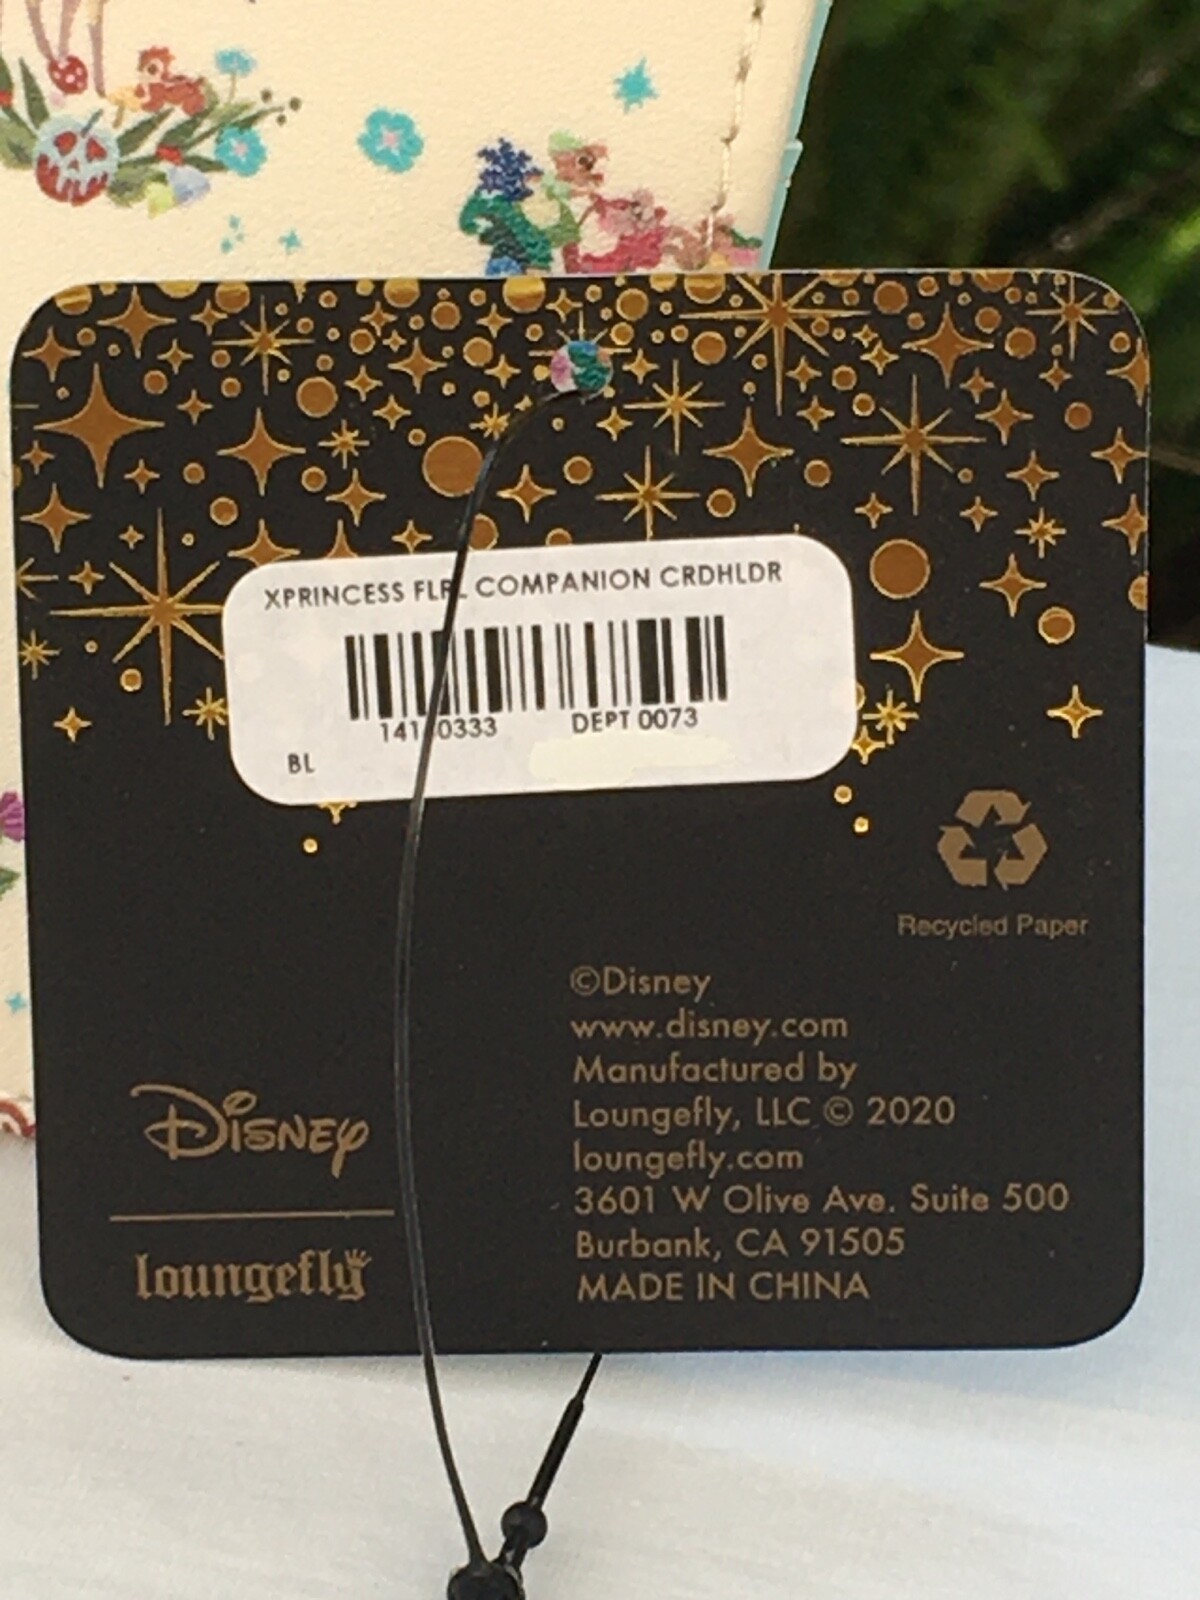 XPRINCESS FLRL COMPANION CRDHLDR
DEPT 0073
BL
Recycled Paper
©Disney
www.disney.com
Manufactured by
Loungefly, LLC © 2020
loungefly.com
3601 W Olive Ave. Suite 500
Burbank, CA 91505
MADE IN CHINA
Disney
loungefly